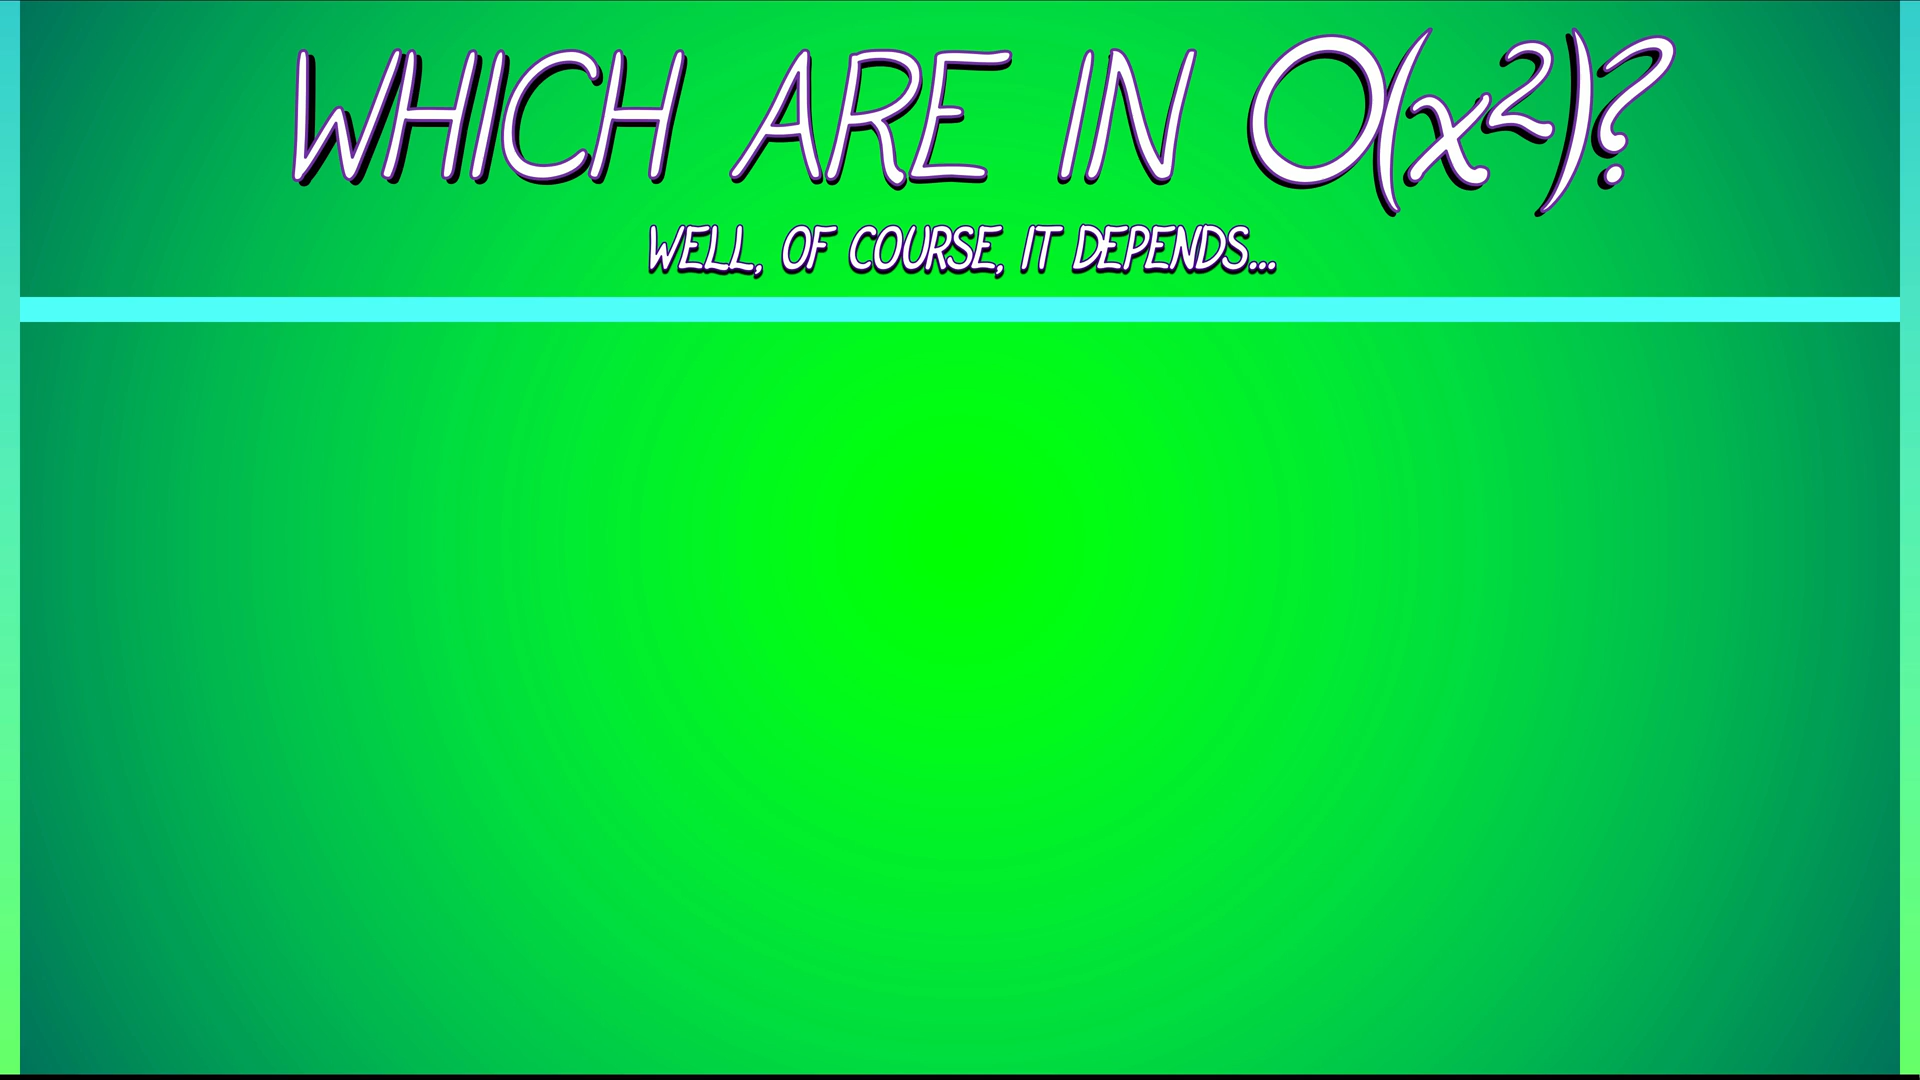 WHICH ARE IN O(x²)?
WELL, OF COURSE, IT DEPENDS...